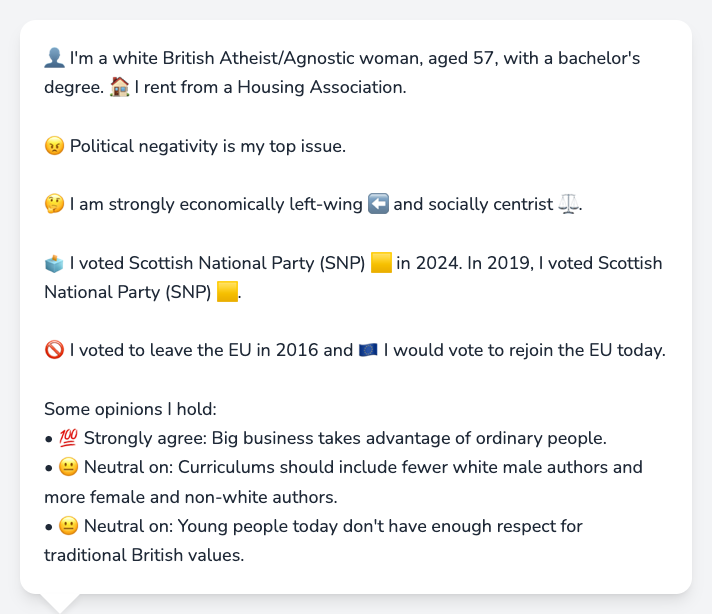 👤 I'm a white British Atheist/Agnostic woman, aged 57, with a bachelor's
degree. 🏠 I rent from a Housing Association.
😠 Political negativity is my top issue.
🤔 I am strongly economically left-wing ⬅️ and socially centrist ⚖️.
🗳️ I voted Scottish National Party (SNP) 🟨 in 2024. In 2019, I voted Scottish
National Party (SNP) 🟨.
🚫 I voted to leave the EU in 2016 and 🇪🇺 I would vote to rejoin the EU today.
Some opinions I hold:
• 💯 Strongly agree: Big business takes advantage of ordinary people.
• 😐 Neutral on: Curriculums should include fewer white male authors and
more female and non-white authors.
• 😐 Neutral on: Young people today don't have enough respect for
traditional British values.